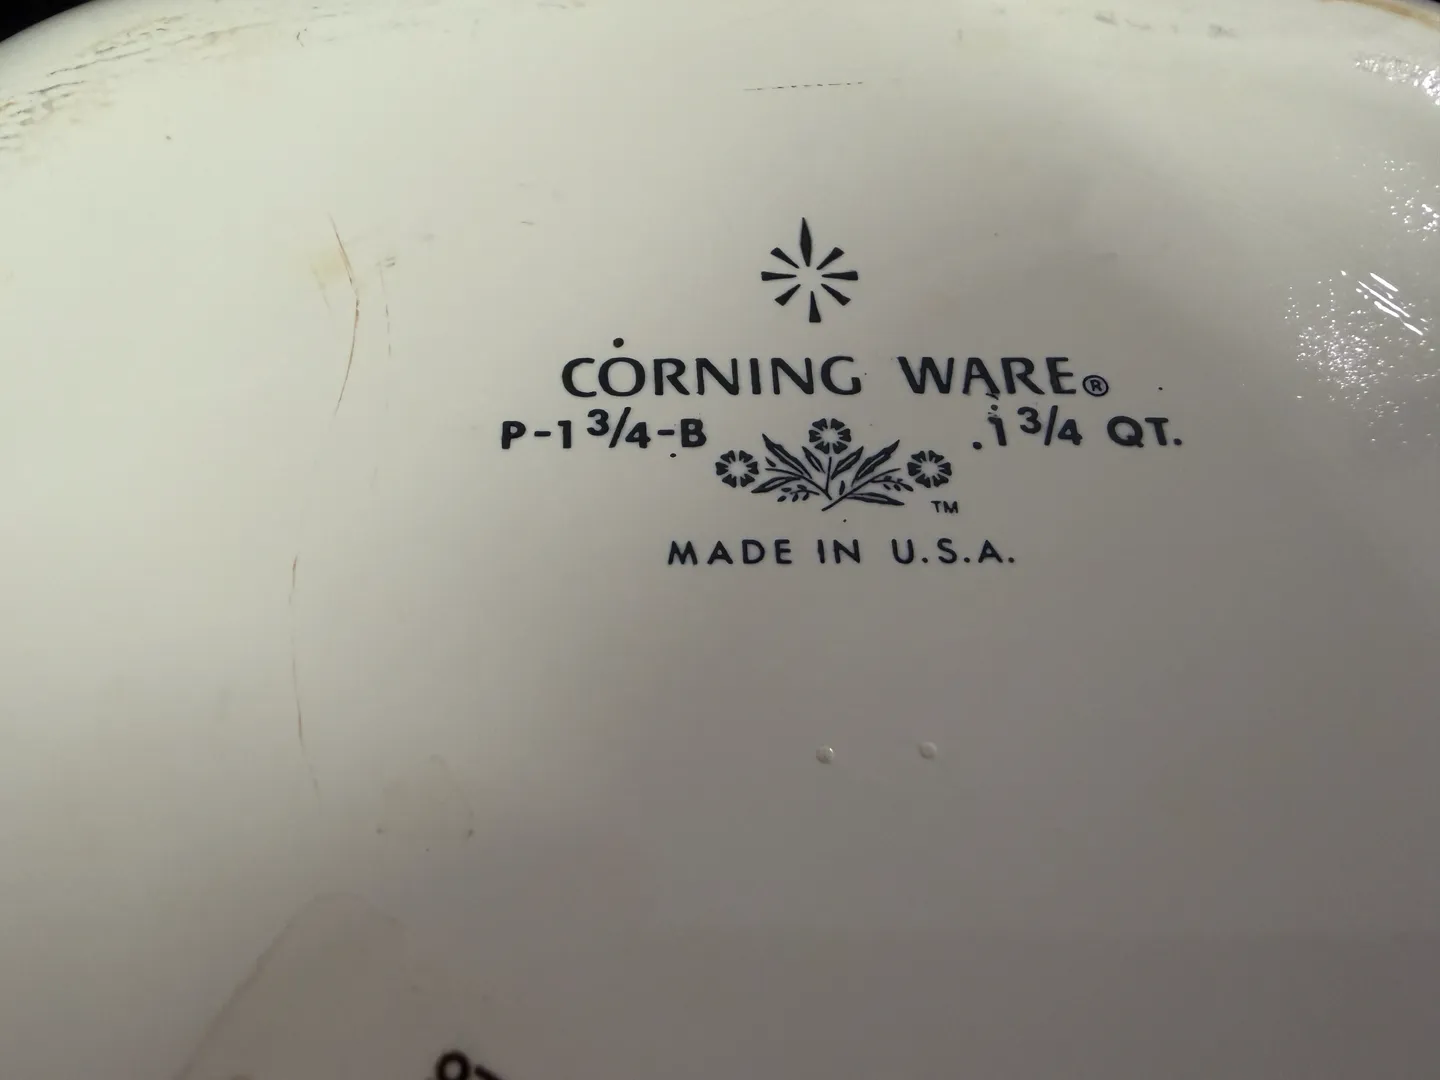 CORNING WARE®
P-1 3/4-B 1 3/4 QT.
TM
MADE IN U.S.A.